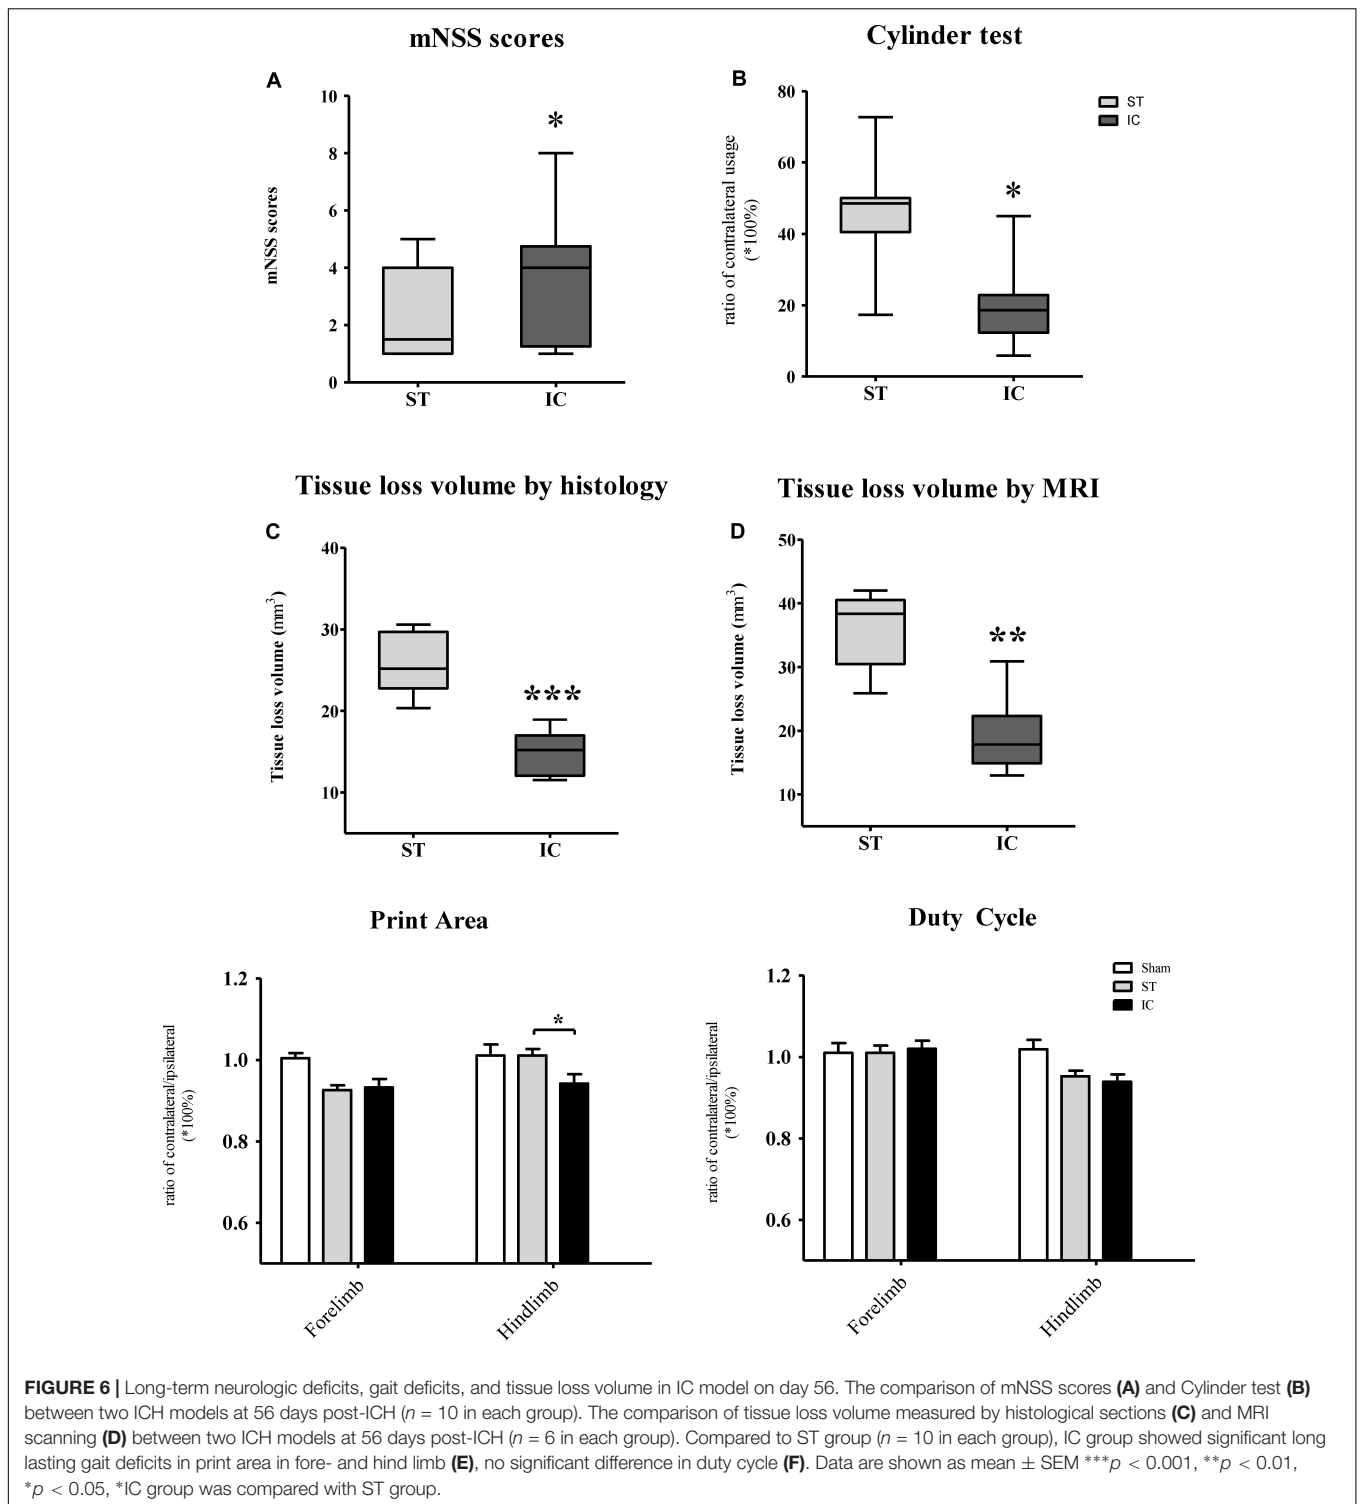 mNSS scores
A
10
8
6
4
2
0
mNSS scores
*
ST
IC
Cylinder test
B
80
60
40
20
0
ratio of contralateral usage
(*100%)
*
ST
IC
ST
IC
Tissue loss volume by histology
C
40
30
20
10
Tissue loss volume (mm³)
***
ST
IC
Tissue loss volume by MRI
D
50
40
30
20
10
Tissue loss volume (mm³)
**
ST
IC
Print Area
1.2
1.0
0.8
0.6
ratio of contralateral/ipsilateral
(*100%)
*
Forelimb
Hindlimb
Duty Cycle
1.2
1.0
0.8
0.6
ratio of contralateral/ipsilateral
(*100%)
Sham
ST
IC
Forelimb
Hindlimb
FIGURE 6 | Long-term neurologic deficits, gait deficits, and tissue loss volume in IC model on day 56. The comparison of mNSS scores (A) and Cylinder test (B)
between two ICH models at 56 days post-ICH (n = 10 in each group). The comparison of tissue loss volume measured by histological sections (C) and MRI
scanning (D) between two ICH models at 56 days post-ICH (n = 6 in each group). Compared to ST group (n = 10 in each group), IC group showed significant long
lasting gait deficits in print area in fore- and hind limb (E), no significant difference in duty cycle (F). Data are shown as mean ± SEM ***p < 0.001, **p < 0.01,
*p < 0.05, *IC group was compared with ST group.